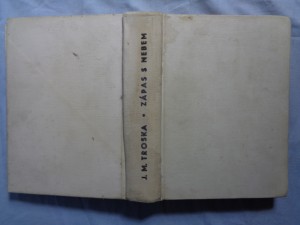 J. M. TROSKA • ZÁPAS S NEBEM